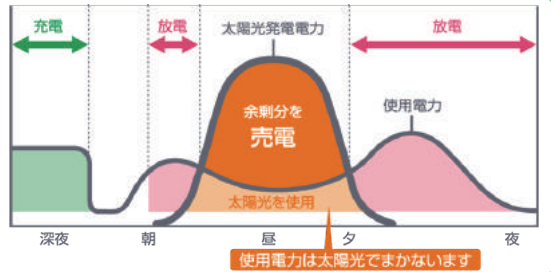 充電
放電
太陽光発電電力
放電
余剰分を
売電
使用電力
太陽光を使用
深夜
朝
昼
夕
夜
使用電力は太陽光でまかないます